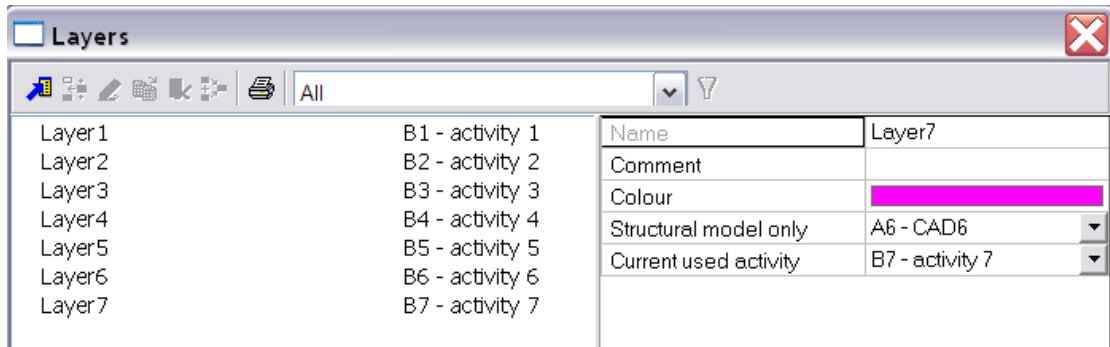 Layers
All
Layer1 B1 - activity 1
Layer2 B2 - activity 2
Layer3 B3 - activity 3
Layer4 B4 - activity 4
Layer5 B5 - activity 5
Layer6 B6 - activity 6
Layer7 B7 - activity 7
Name Layer7
Comment
Colour
Structural model only A6 - CAD6
Current used activity B7 - activity 7